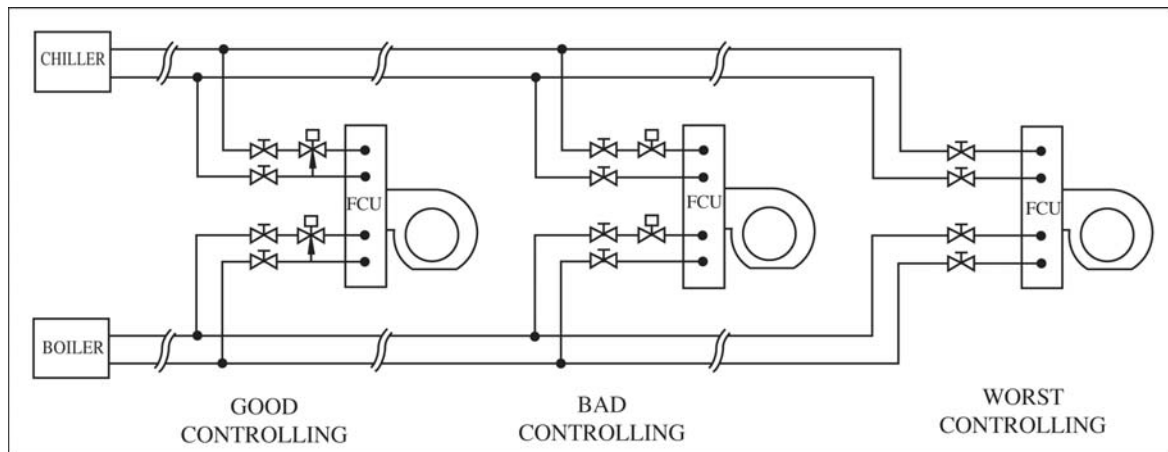 CHILLER
FCU
FCU
FCU
BOILER
GOOD
CONTROLLING
BAD
CONTROLLING
WORST
CONTROLLING